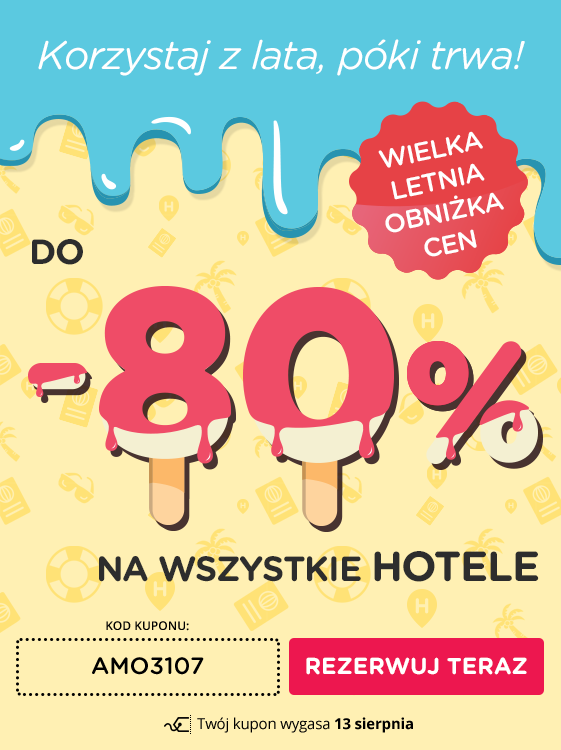 Korzystaj z lata, póki trwa!
WIELKA
LETNIA
OBNIŻKA
CEN
DO
-80%
NA WSZYSTKIE HOTELE
KOD KUPONU:
AMO3107
REZERWUJ TERAZ
Twój kupon wygasa 13 sierpnia